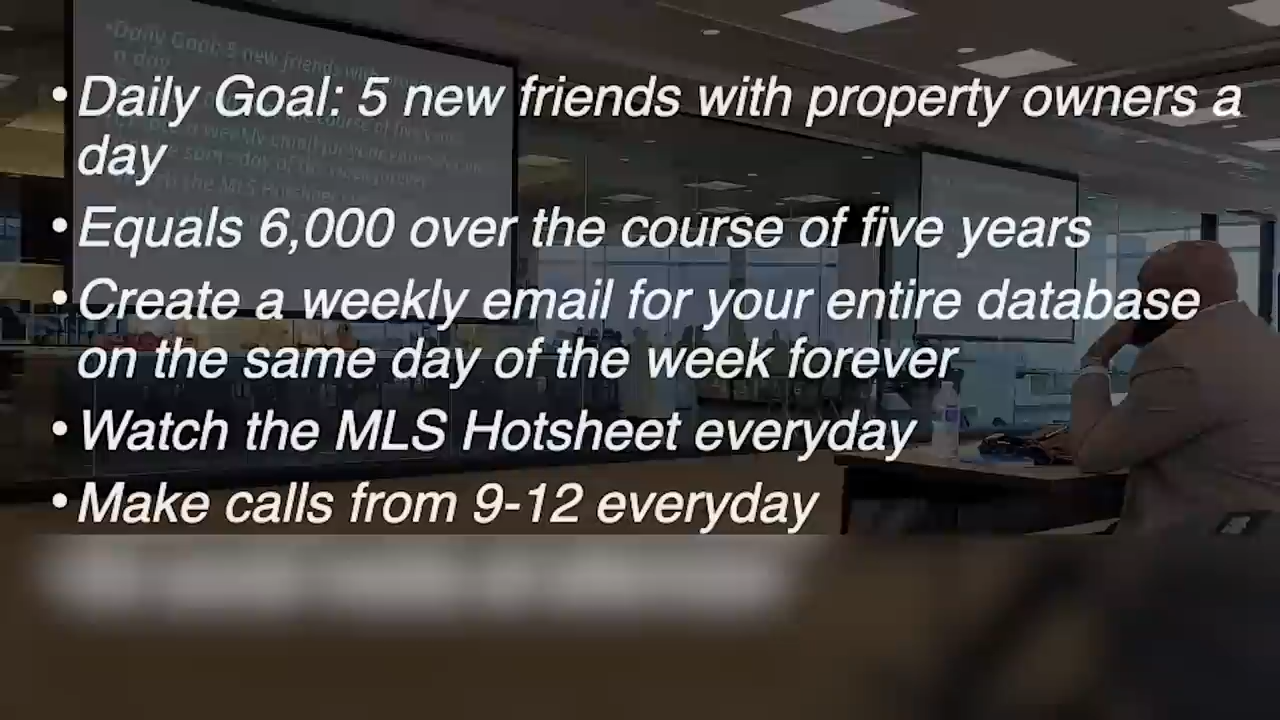 • Daily Goal: 5 new friends with property owners a
day
• Equals 6,000 over the course of five years
• Create a weekly email for your entire database
on the same day of the week forever
• Watch the MLS Hotsheet everyday
• Make calls from 9-12 everyday